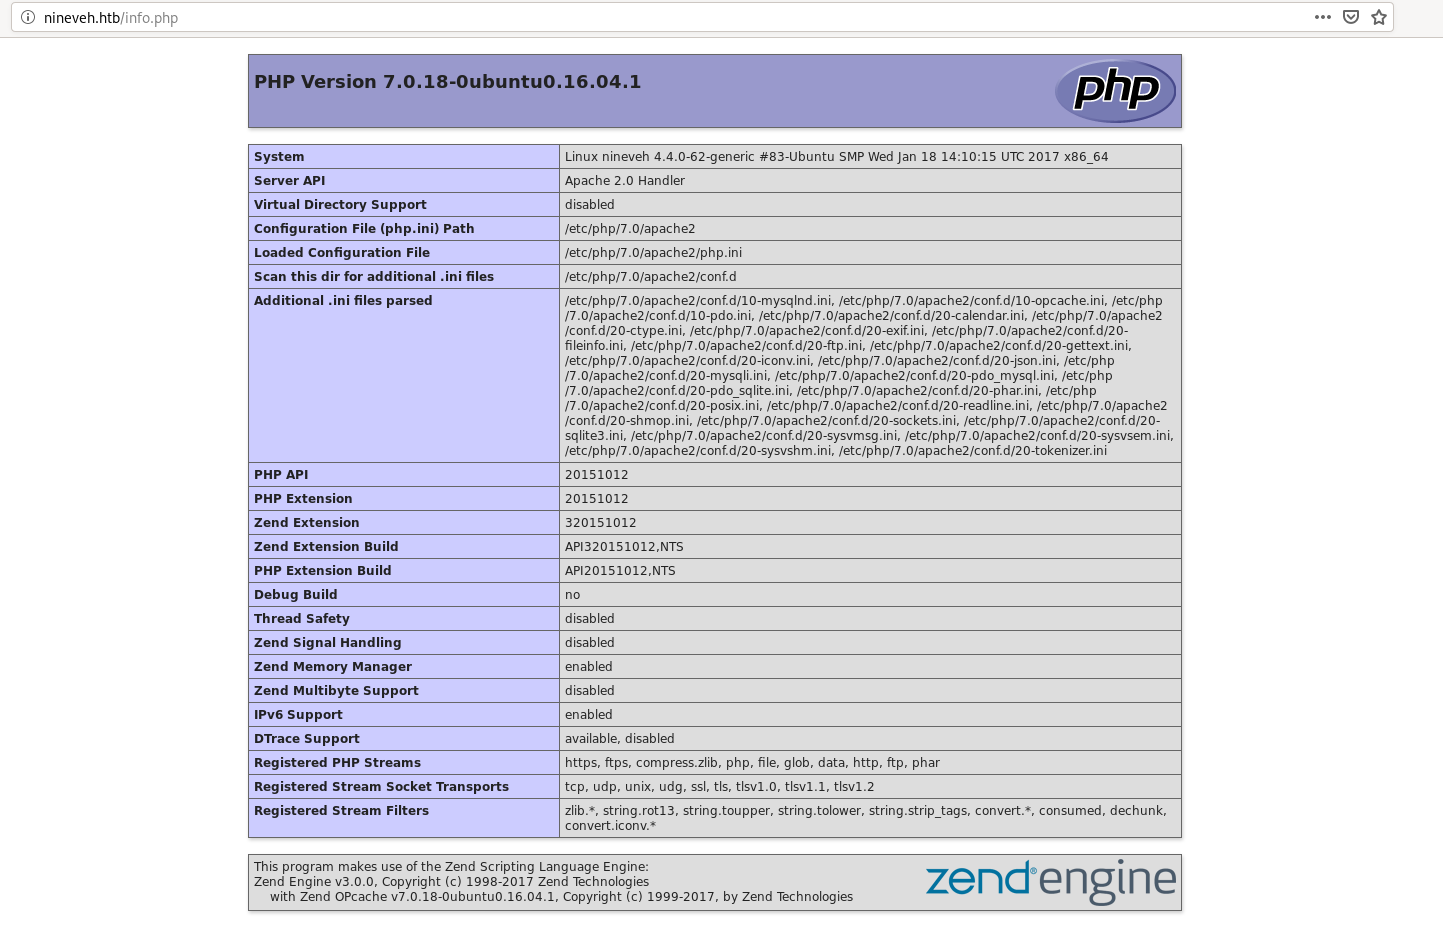 nineveh.htb/info.php
PHP Version 7.0.18-0ubuntu0.16.04.1
php
System Linux nineveh 4.4.0-62-generic #83-Ubuntu SMP Wed Jan 18 14:10:15 UTC 2017 x86_64
Server API Apache 2.0 Handler
Virtual Directory Support disabled
Configuration File (php.ini) Path /etc/php/7.0/apache2
Loaded Configuration File /etc/php/7.0/apache2/php.ini
Scan this dir for additional .ini files /etc/php/7.0/apache2/conf.d
Additional .ini files parsed /etc/php/7.0/apache2/conf.d/10-mysqlnd.ini, /etc/php/7.0/apache2/conf.d/10-opcache.ini, /etc/php
/7.0/apache2/conf.d/10-pdo.ini, /etc/php/7.0/apache2/conf.d/20-calendar.ini, /etc/php/7.0/apache2
/conf.d/20-ctype.ini, /etc/php/7.0/apache2/conf.d/20-exif.ini, /etc/php/7.0/apache2/conf.d/20-
fileinfo.ini, /etc/php/7.0/apache2/conf.d/20-ftp.ini, /etc/php/7.0/apache2/conf.d/20-gettext.ini,
/etc/php/7.0/apache2/conf.d/20-iconv.ini, /etc/php/7.0/apache2/conf.d/20-json.ini, /etc/php
/7.0/apache2/conf.d/20-mysqli.ini, /etc/php/7.0/apache2/conf.d/20-pdo_mysql.ini, /etc/php
/7.0/apache2/conf.d/20-pdo_sqlite.ini, /etc/php/7.0/apache2/conf.d/20-phar.ini, /etc/php
/7.0/apache2/conf.d/20-posix.ini, /etc/php/7.0/apache2/conf.d/20-readline.ini, /etc/php/7.0/apache2
/conf.d/20-shmop.ini, /etc/php/7.0/apache2/conf.d/20-sockets.ini, /etc/php/7.0/apache2/conf.d/20-
sqlite3.ini, /etc/php/7.0/apache2/conf.d/20-sysvmsg.ini, /etc/php/7.0/apache2/conf.d/20-sysvsem.ini,
/etc/php/7.0/apache2/conf.d/20-sysvshm.ini, /etc/php/7.0/apache2/conf.d/20-tokenizer.ini
PHP API 20151012
PHP Extension 20151012
Zend Extension 320151012
Zend Extension Build API320151012,NTS
PHP Extension Build API20151012,NTS
Debug Build no
Thread Safety disabled
Zend Signal Handling disabled
Zend Memory Manager enabled
Zend Multibyte Support disabled
IPv6 Support enabled
DTrace Support available, disabled
Registered PHP Streams https, ftps, compress.zlib, php, file, glob, data, http, ftp, phar
Registered Stream Socket Transports tcp, udp, unix, udg, ssl, tls, tlsv1.0, tlsv1.1, tlsv1.2
Registered Stream Filters zlib.*, string.rot13, string.toupper, string.tolower, string.strip_tags, convert.*, consumed, dechunk,
convert.iconv.*
This program makes use of the Zend Scripting Language Engine:
Zend Engine v3.0.0, Copyright (c) 1998-2017 Zend Technologies
with Zend OPcache v7.0.18-0ubuntu0.16.04.1, Copyright (c) 1999-2017, by Zend Technologies
zend® engine